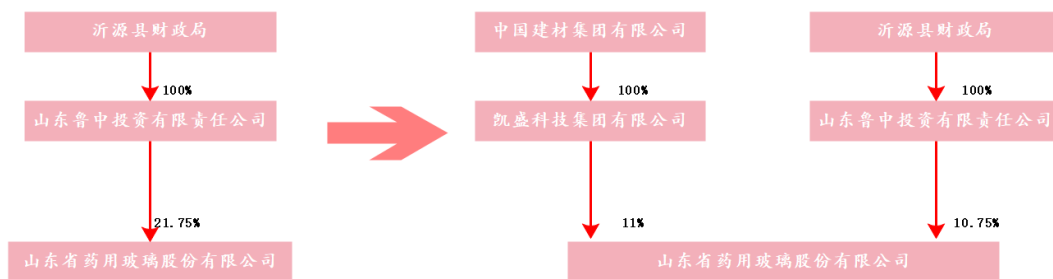 沂源县财政局
中国建材集团有限公司
沂源县财政局
100%
100%
100%
山东鲁中投资有限责任公司
凯盛科技集团有限公司
山东鲁中投资有限责任公司
21.75%
11%
10.75%
山东省药用玻璃股份有限公司
山东省药用玻璃股份有限公司